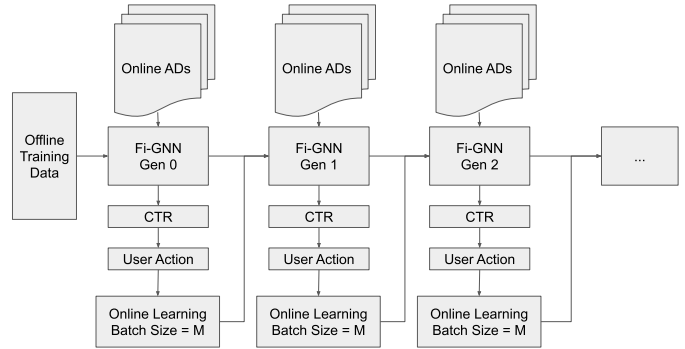 Online ADs
Online ADs
Online ADs
Offline
Training
Data
Fi-GNN
Gen 0
Fi-GNN
Gen 1
Fi-GNN
Gen 2
...
CTR
CTR
CTR
User Action
User Action
User Action
Online Learning
Batch Size = M
Online Learning
Batch Size = M
Online Learning
Batch Size = M